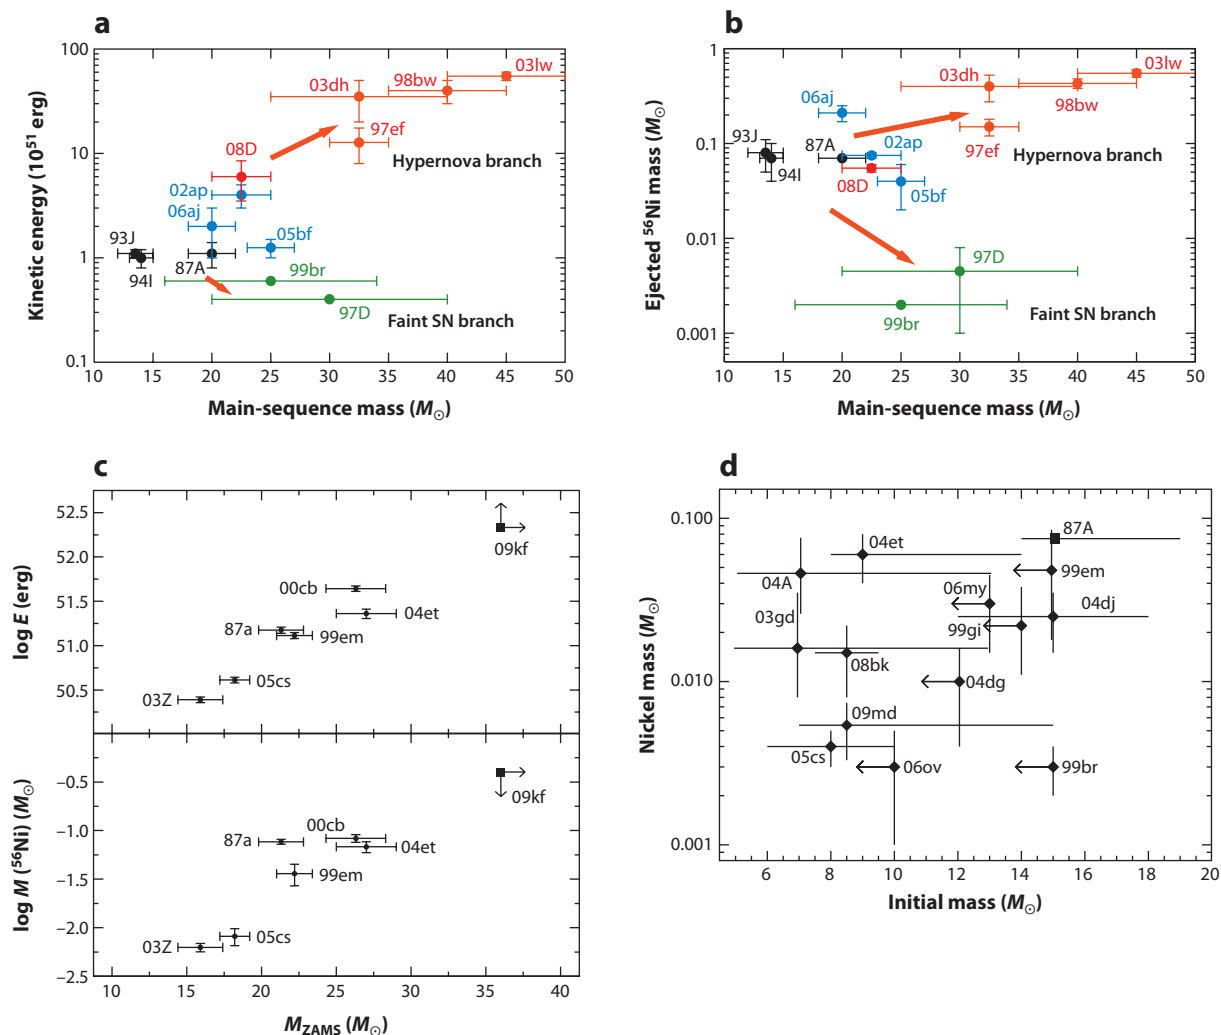 a
100
10
1
0.1
Kinetic energy (10⁵¹ erg)
03lw
98bw
03dh
97ef
Hypernova branch
08D
02ap
06aj
05bf
93J
94I
87A
99br
97D
Faint SN branch
10 15 20 25 30 35 40 45 50
Main-sequence mass (M☉)
b
1
0.1
0.01
0.001
Ejected ⁵⁶Ni mass (M☉)
03lw
03dh
98bw
06aj
97ef
93J
87A
02ap
Hypernova branch
94I
08D
05bf
97D
99br
Faint SN branch
10 15 20 25 30 35 40 45 50
Main-sequence mass (M☉)
c
52.5
52.0
51.5
51.0
50.5
log E (erg)
09kf
00cb
04et
87a
99em
05cs
03Z
−0.5
−1.0
−1.5
−2.0
−2.5
log M (⁵⁶Ni) (M☉)
09kf
00cb
87a
04et
99em
05cs
03Z
10 15 20 25 30 35 40
M_ZAMS (M☉)
d
0.100
0.010
0.001
Nickel mass (M☉)
87A
04et
99em
04A
06my
04dj
03gd
99gi
08bk
04dg
09md
05cs
06ov
99br
6 8 10 12 14 16 18 20
Initial mass (M☉)